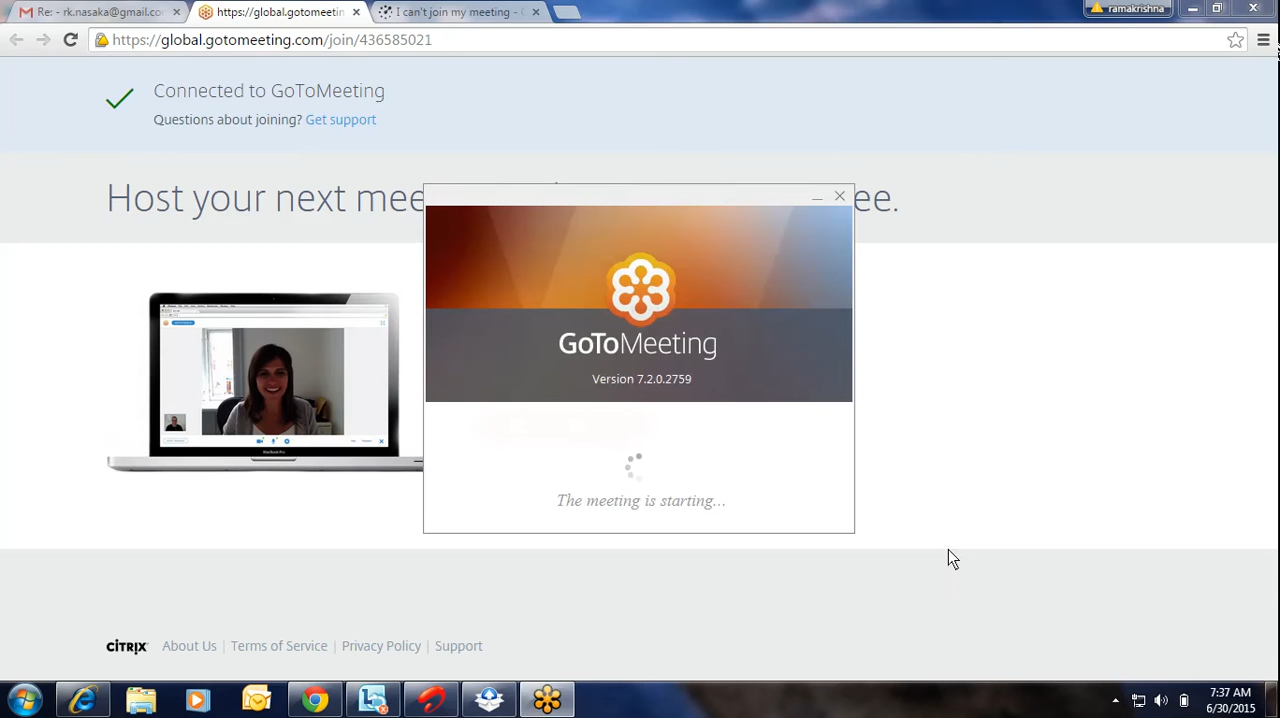 Re: - rk.nasaka@gmail.com
https://global.gotomeetin
I can't join my meeting - G
ramakrishna
https://global.gotomeeting.com/join/436585021
Connected to GoToMeeting
Questions about joining? Get support
Host your next mee
ee.
GoToMeeting
Version 7.2.0.2759
The meeting is starting...
CITRIX
About Us | Terms of Service | Privacy Policy | Support
7:37 AM
6/30/2015